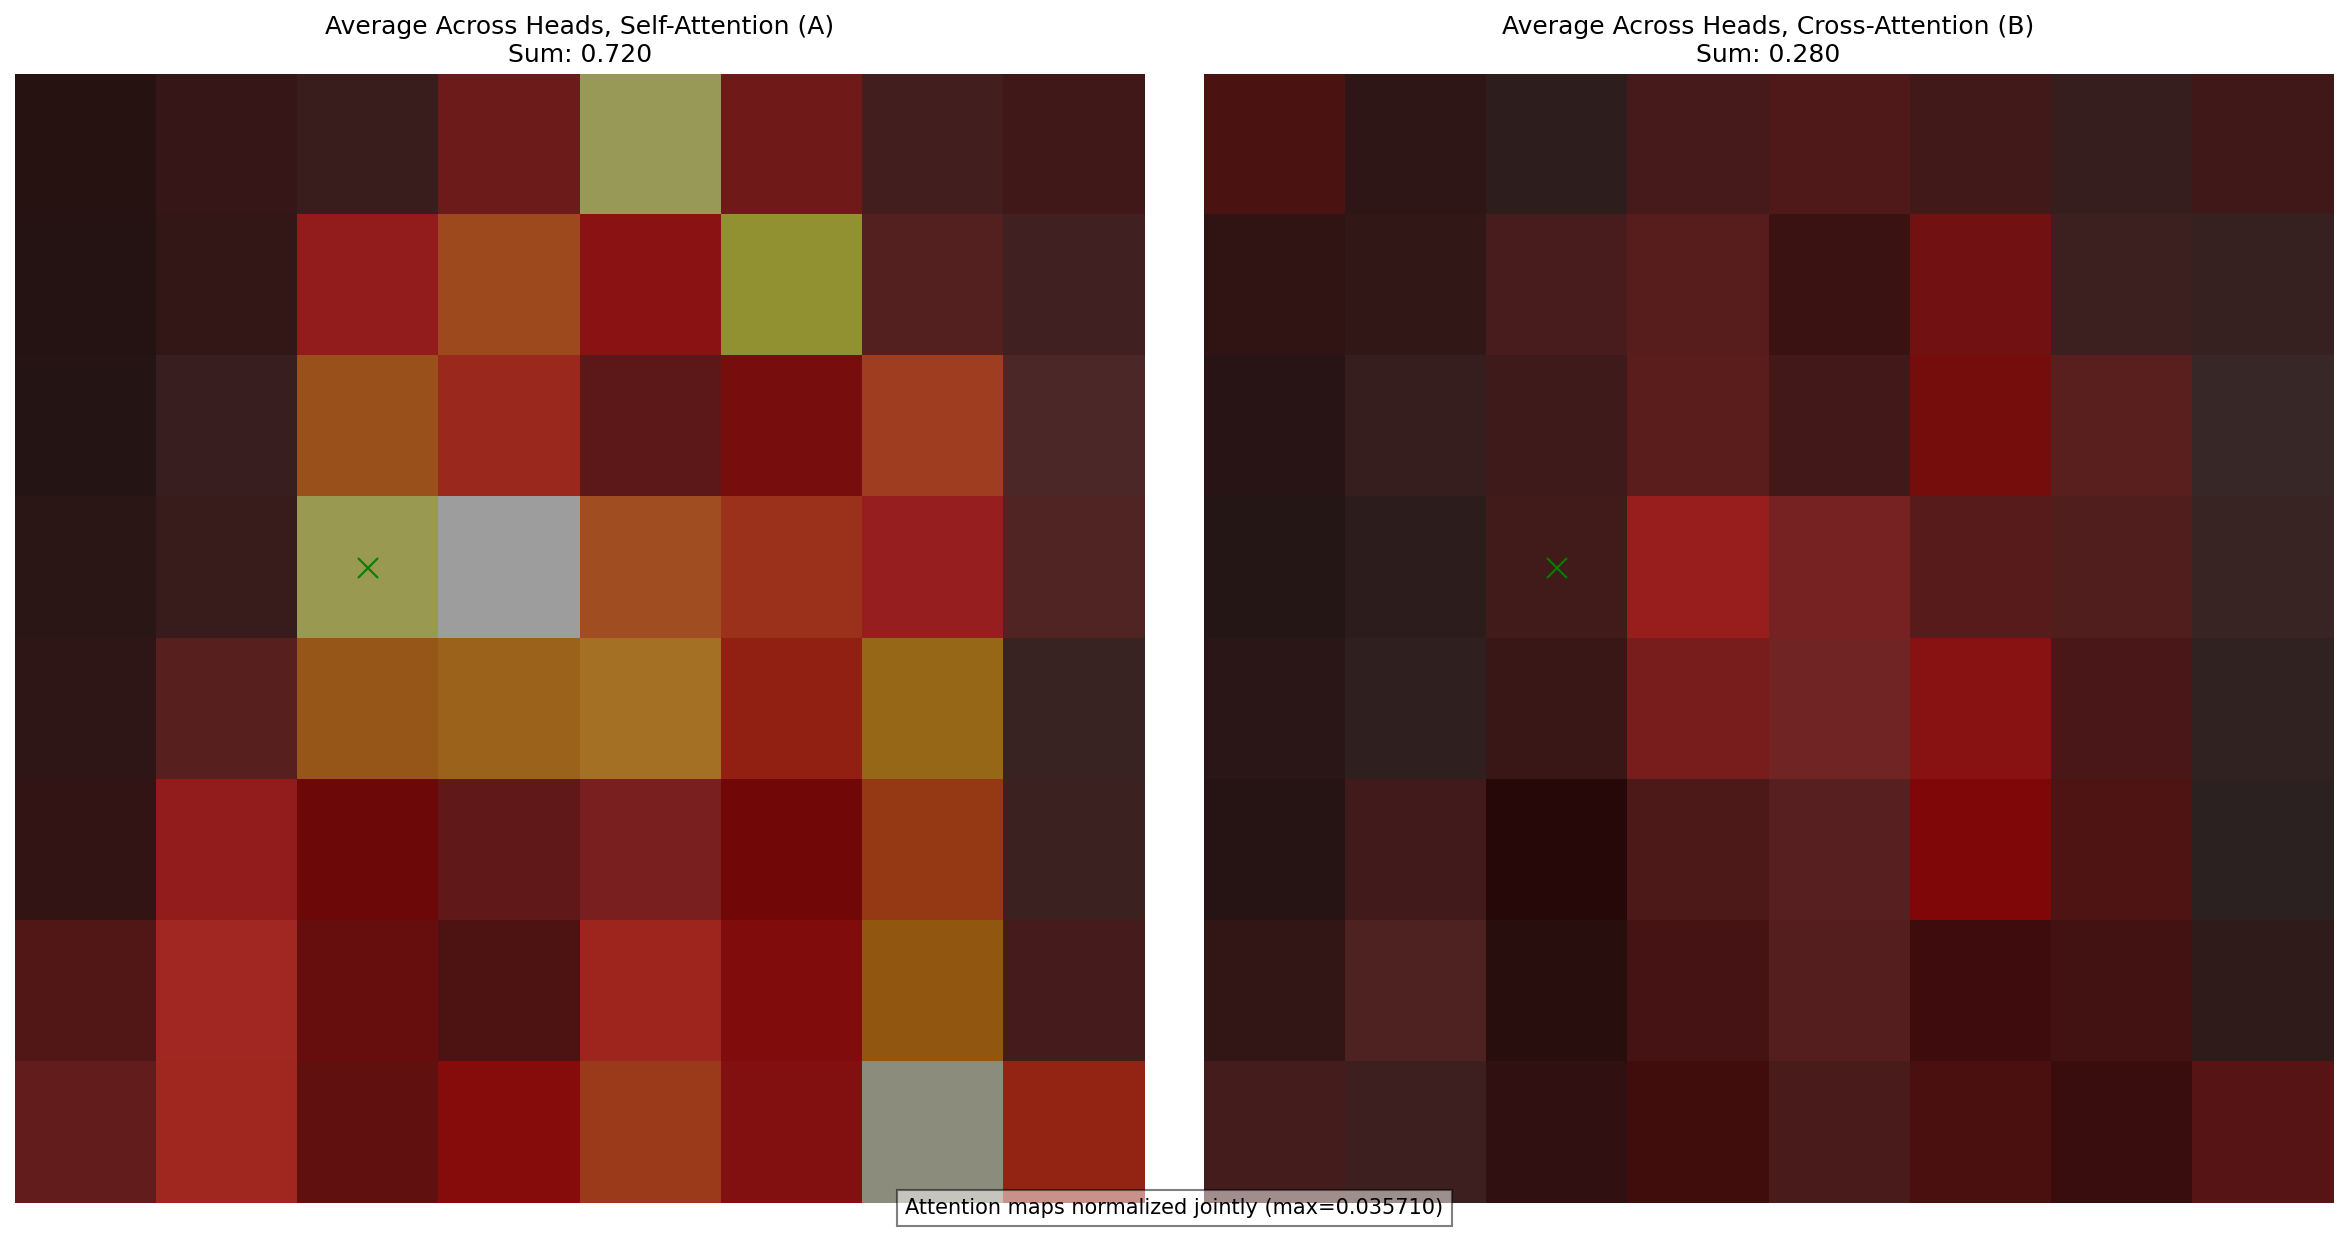 Average Across Heads, Self-Attention (A)
Sum: 0.720
Average Across Heads, Cross-Attention (B)
Sum: 0.280
Attention maps normalized jointly (max=0.035710)